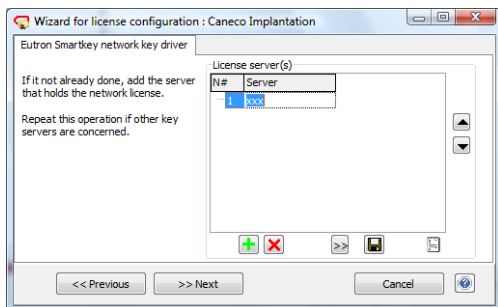 Wizard for license configuration : Caneco Implantation
Eutron Smartkey network key driver
If it not already done, add the server
that holds the network license.
Repeat this operation if other key
servers are concerned.
License server(s)
N# Server
1 xxx
>>
<< Previous >> Next Cancel